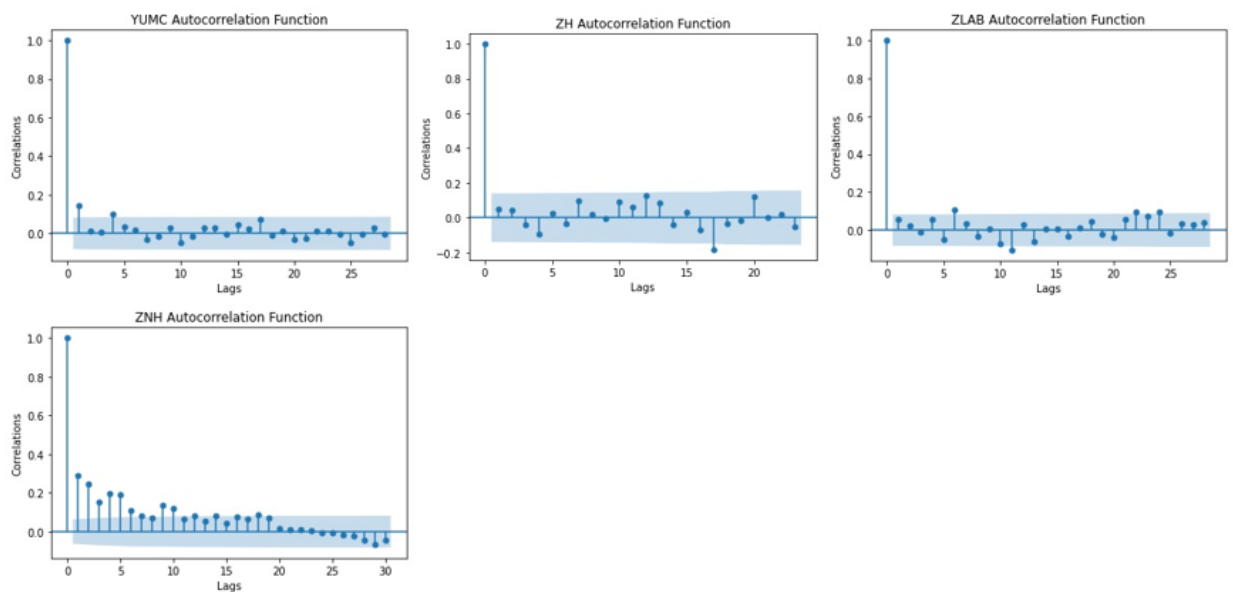 YUMC Autocorrelation Function
1.0
0.8
0.6
0.4
0.2
0.0
Correlations
0 5 10 15 20 25
Lags
ZH Autocorrelation Function
1.0
0.8
0.6
0.4
0.2
0.0
−0.2
Correlations
0 5 10 15 20
Lags
ZLAB Autocorrelation Function
1.0
0.8
0.6
0.4
0.2
0.0
Correlations
0 5 10 15 20 25
Lags
ZNH Autocorrelation Function
1.0
0.8
0.6
0.4
0.2
0.0
Correlations
0 5 10 15 20 25 30
Lags